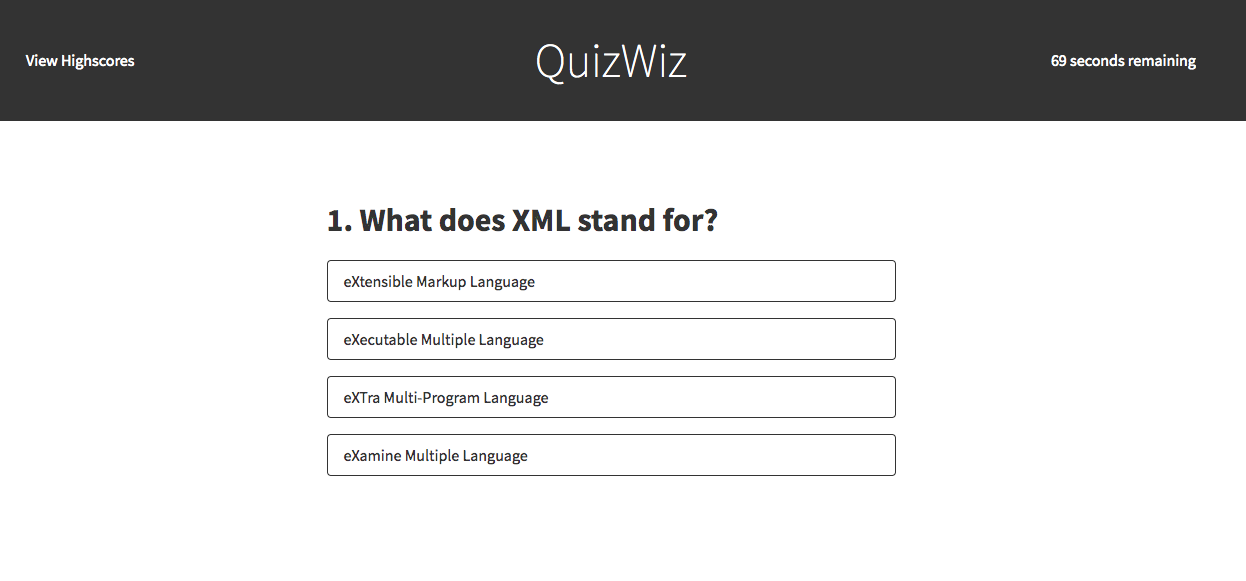 View Highscores
QuizWiz
69 seconds remaining
1. What does XML stand for?
eXtensible Markup Language
eXecutable Multiple Language
eXTra Multi-Program Language
eXamine Multiple Language